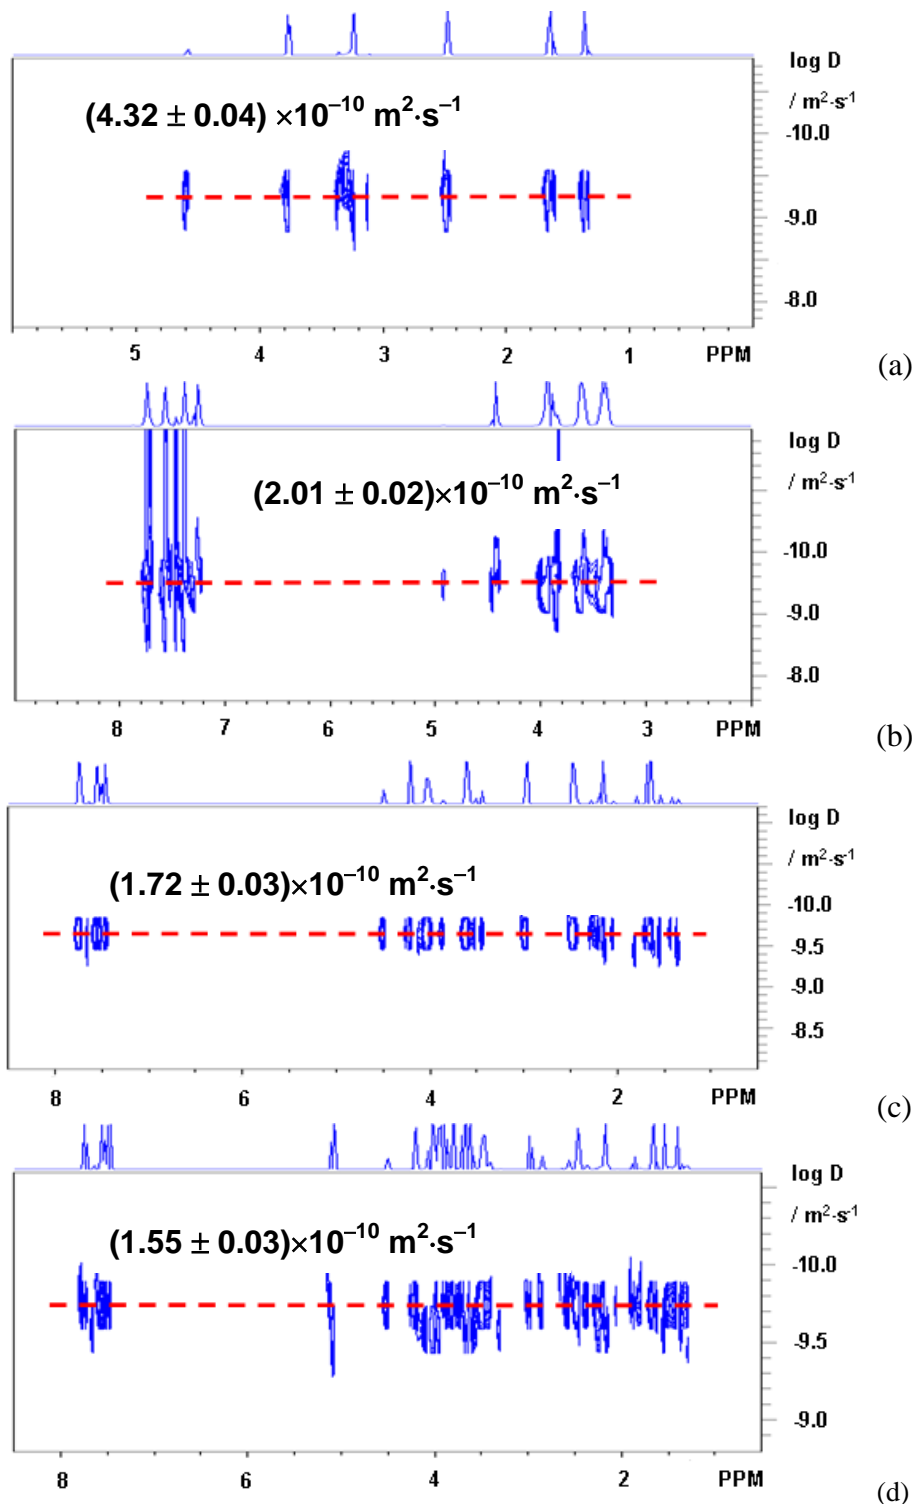 log D
/ m²·s⁻¹
(4.32 ± 0.04) ×10⁻¹⁰ m²·s⁻¹
-10.0
-9.0
-8.0
5 4 3 2 1 PPM
(a)
log D
/ m²·s⁻¹
(2.01 ± 0.02)×10⁻¹⁰ m²·s⁻¹
-10.0
-9.0
-8.0
8 7 6 5 4 3 PPM
(b)
log D
/ m²·s⁻¹
(1.72 ± 0.03)×10⁻¹⁰ m²·s⁻¹
-10.0
-9.5
-9.0
-8.5
8 6 4 2 PPM
(c)
log D
/ m²·s⁻¹
(1.55 ± 0.03)×10⁻¹⁰ m²·s⁻¹
-10.0
-9.5
-9.0
8 6 4 2 PPM
(d)